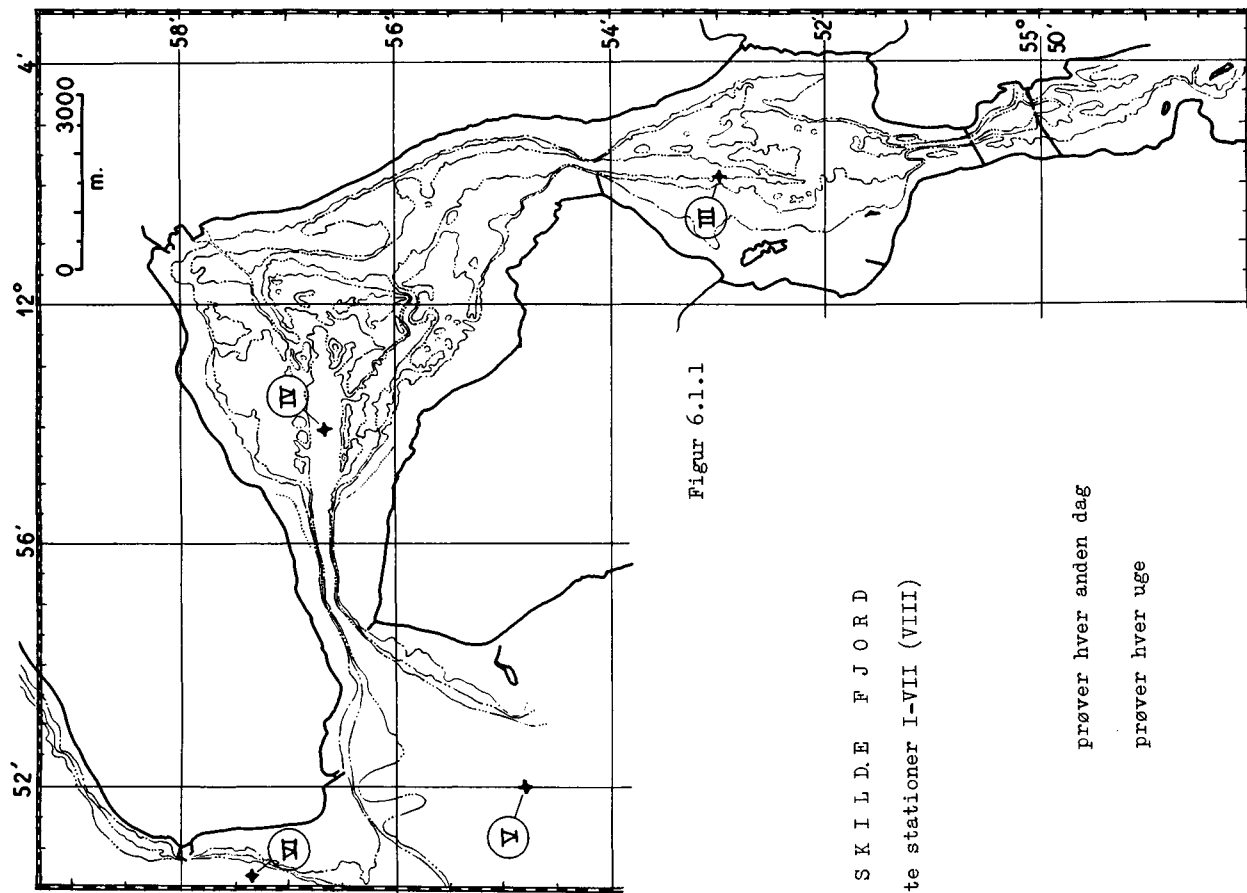 52'
56'
12°
4'
58'
56'
54'
52'
55°
50'
0 3000
m.
VI
V
IV
III
Figur 6.1.1
S K I L D E F J O R D
te stationer I-VII (VIII)
prøver hver anden dag
prøver hver uge